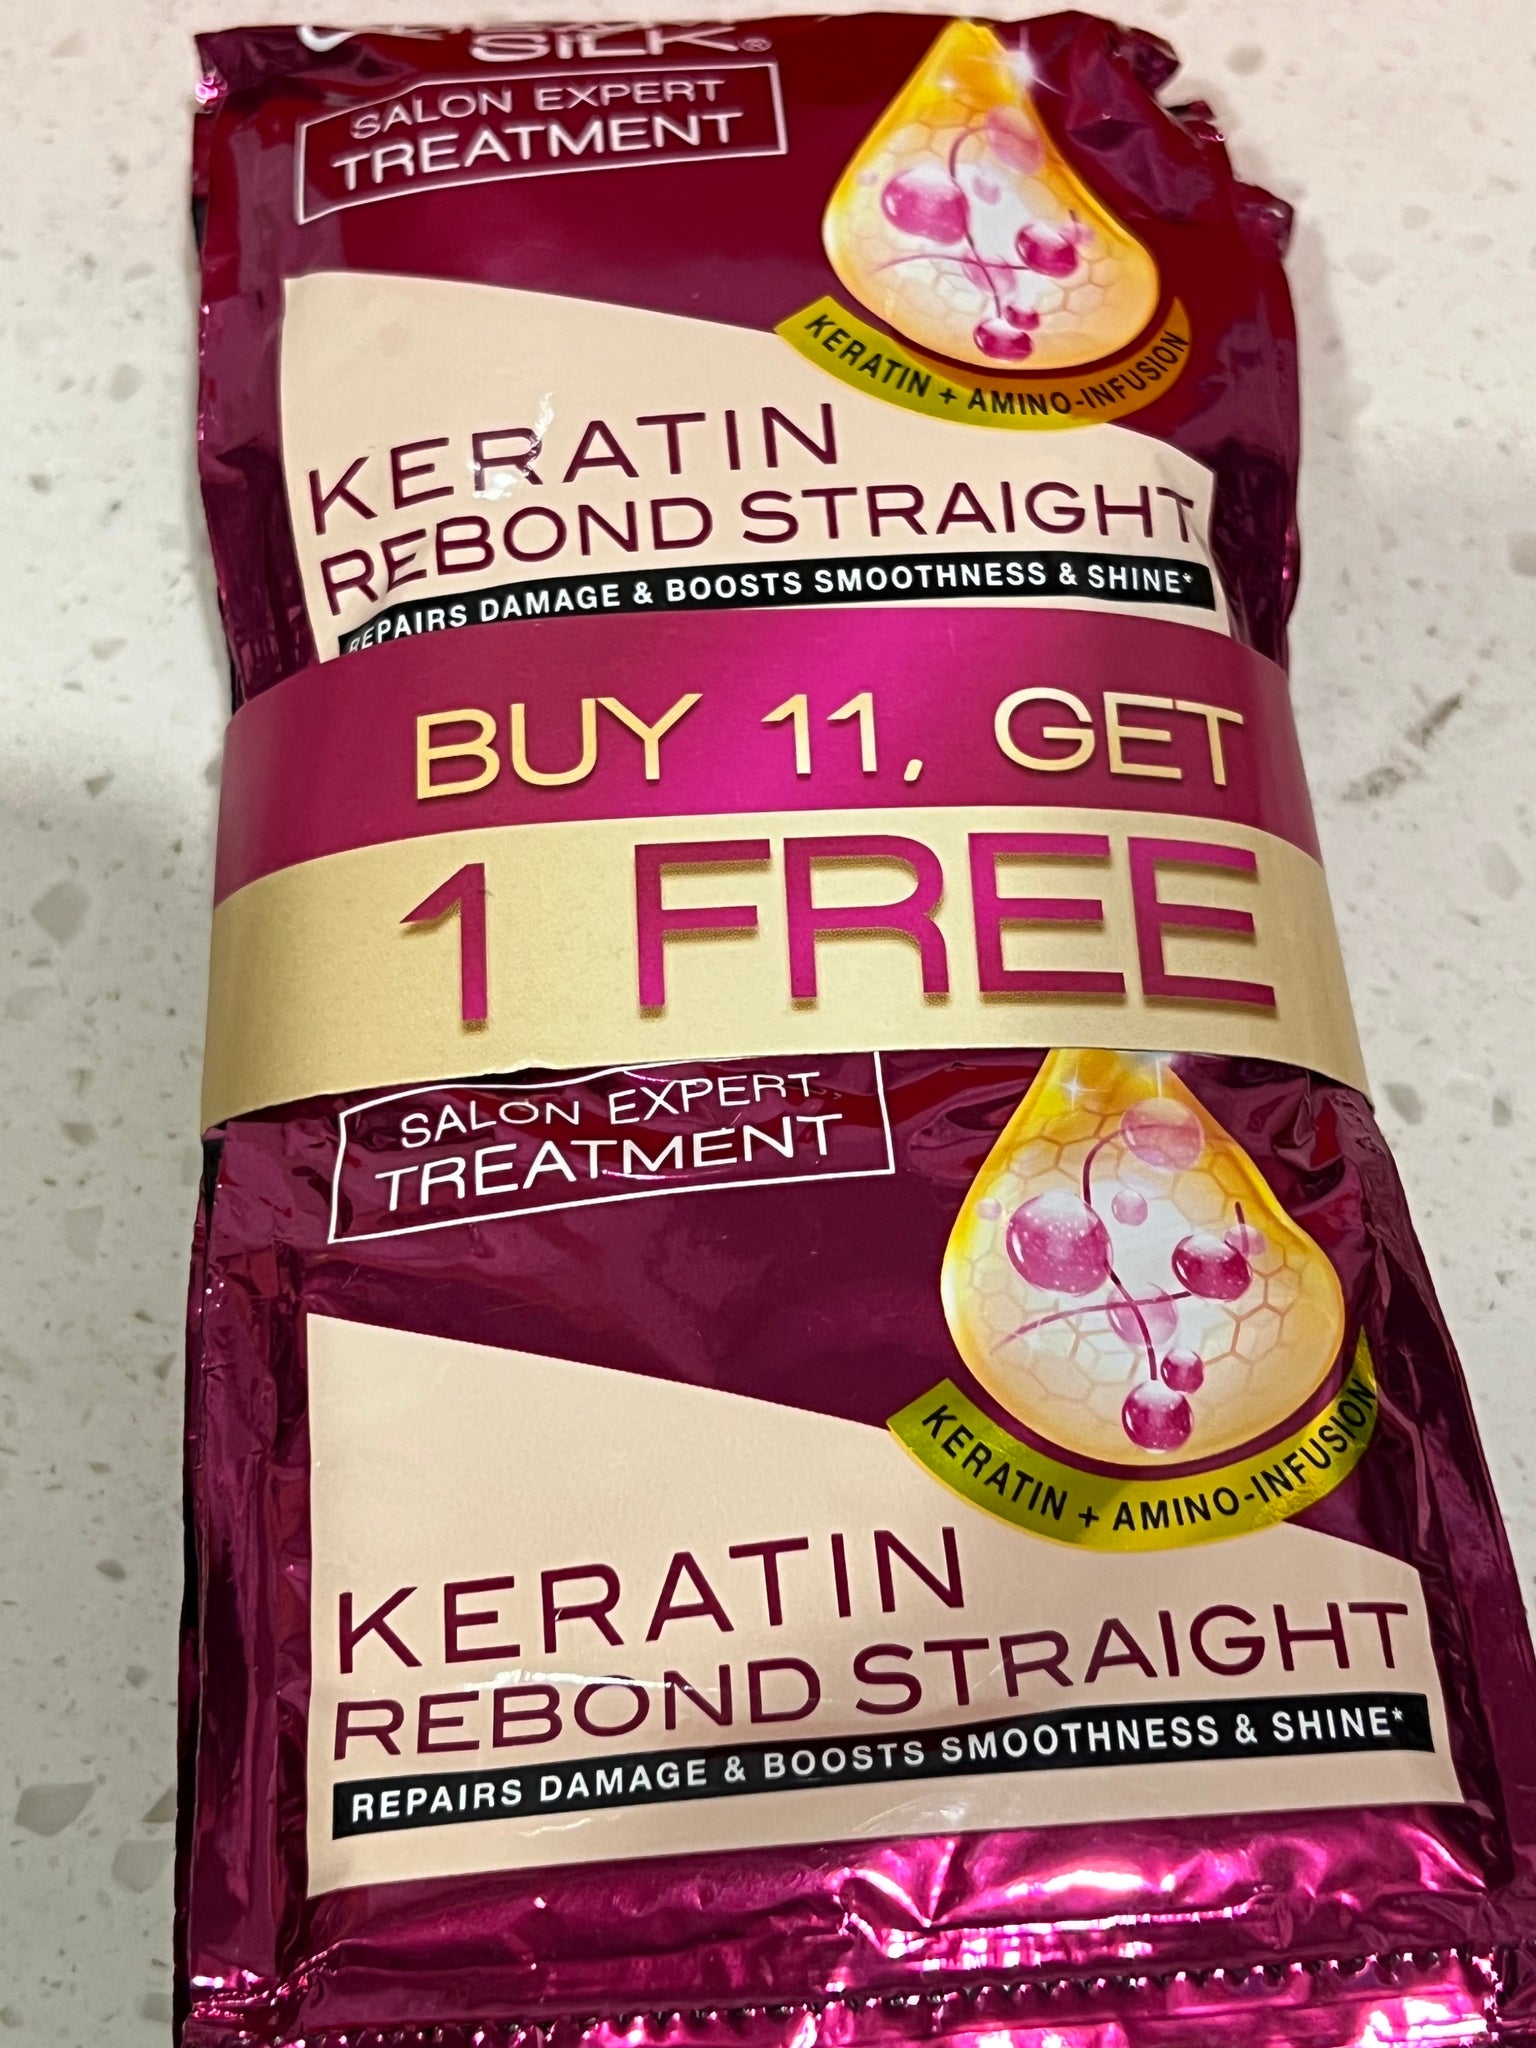 SILK®
SALON EXPERT
TREATMENT
KERATIN + AMINO-INFUSION
KERATIN
REBOND STRAIGHT
REPAIRS DAMAGE & BOOSTS SMOOTHNESS & SHINE*
BUY 11, GET
1 FREE
SALON EXPERT
TREATMENT
KERATIN + AMINO-INFUSION
KERATIN
REBOND STRAIGHT
REPAIRS DAMAGE & BOOSTS SMOOTHNESS & SHINE*